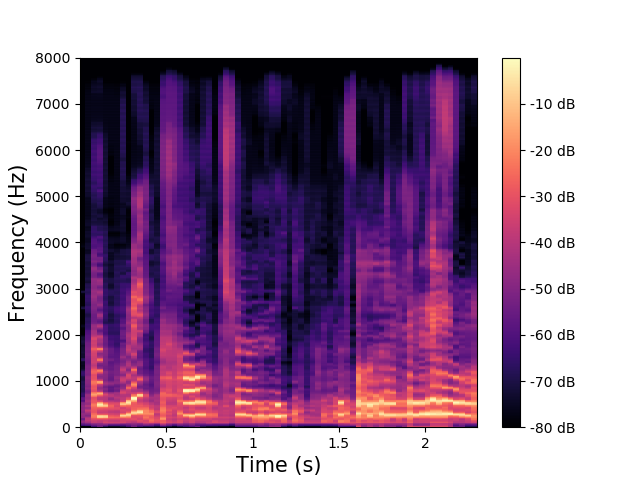 8000
7000
6000
5000
4000
3000
2000
1000
0
Frequency (Hz)
0 0.5 1 1.5 2
Time (s)
-10 dB
-20 dB
-30 dB
-40 dB
-50 dB
-60 dB
-70 dB
-80 dB